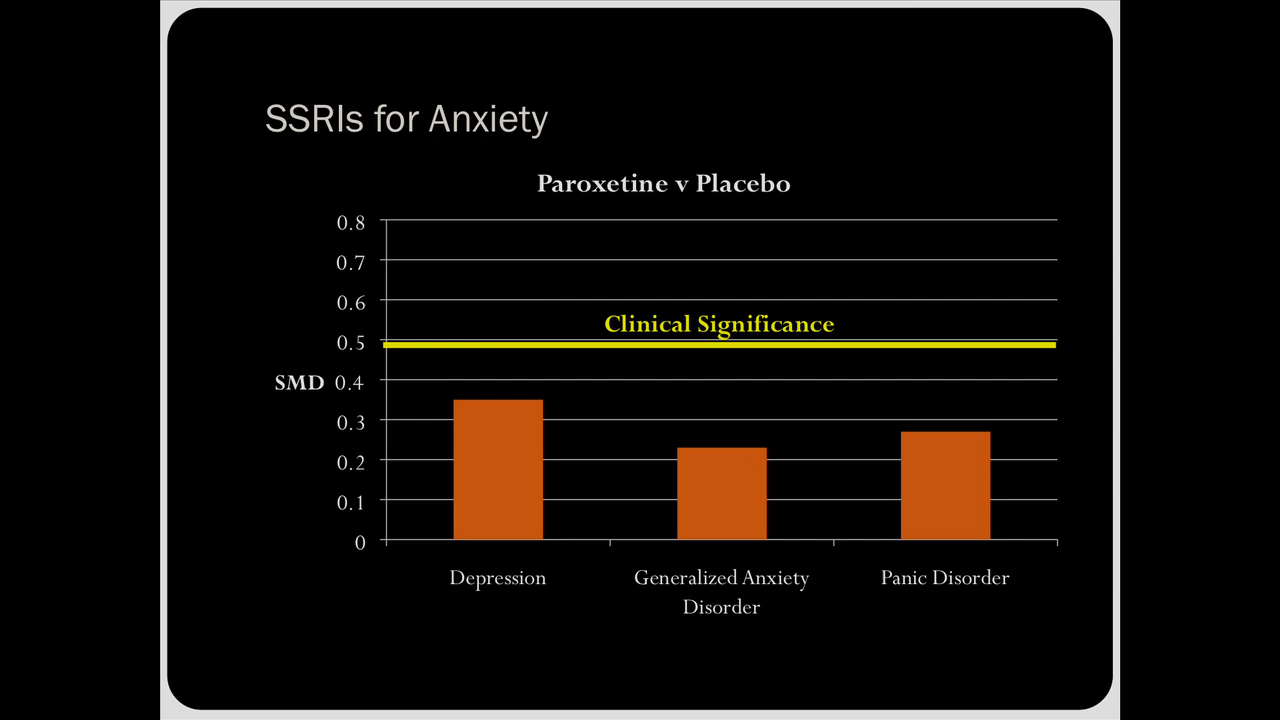 SSRIs for Anxiety
Paroxetine v Placebo
0.8
0.7
0.6
Clinical Significance
0.5
SMD 0.4
0.3
0.2
0.1
0
Depression
Generalized Anxiety
Disorder
Panic Disorder